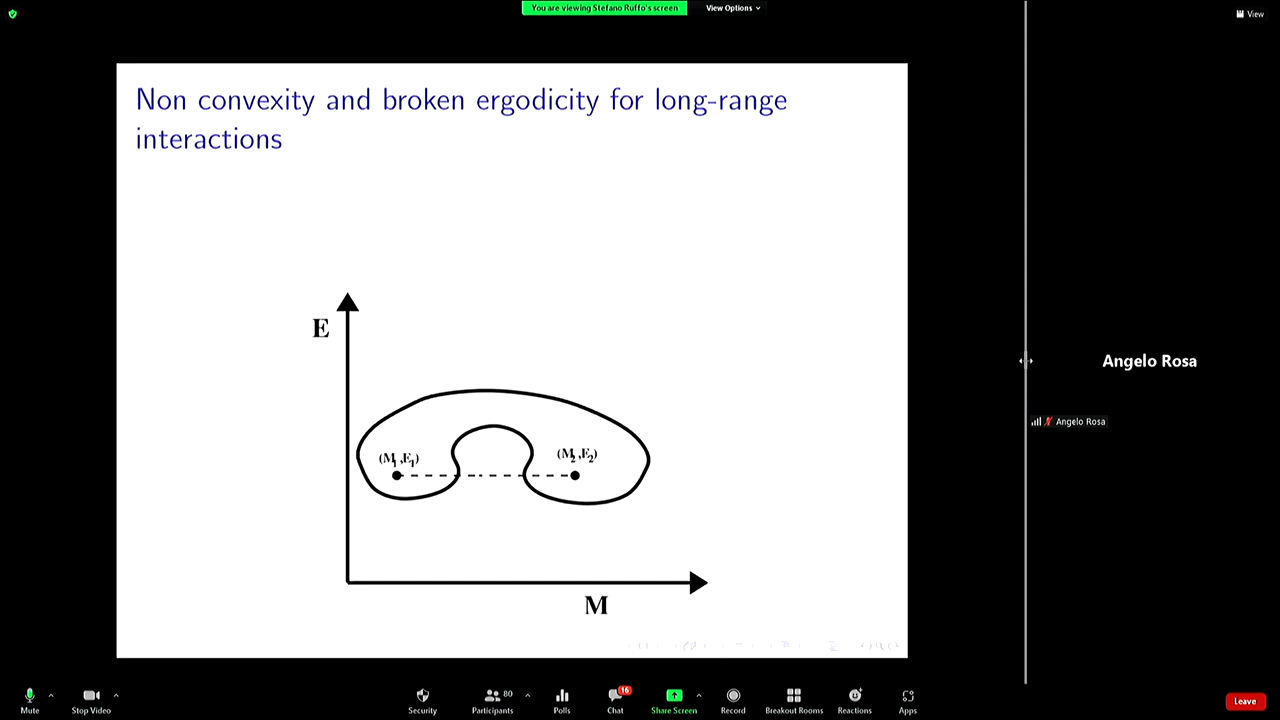 You are viewing Stefano Ruffo's screen
View Options
View
Non convexity and broken ergodicity for long-range
interactions
E
(M1,E1)
(M2,E2)
M
Angelo Rosa
Angelo Rosa
Mute
Stop Video
Security
Participants
80
Polls
Chat
16
Share Screen
Record
Breakout Rooms
Reactions
Apps
Leave